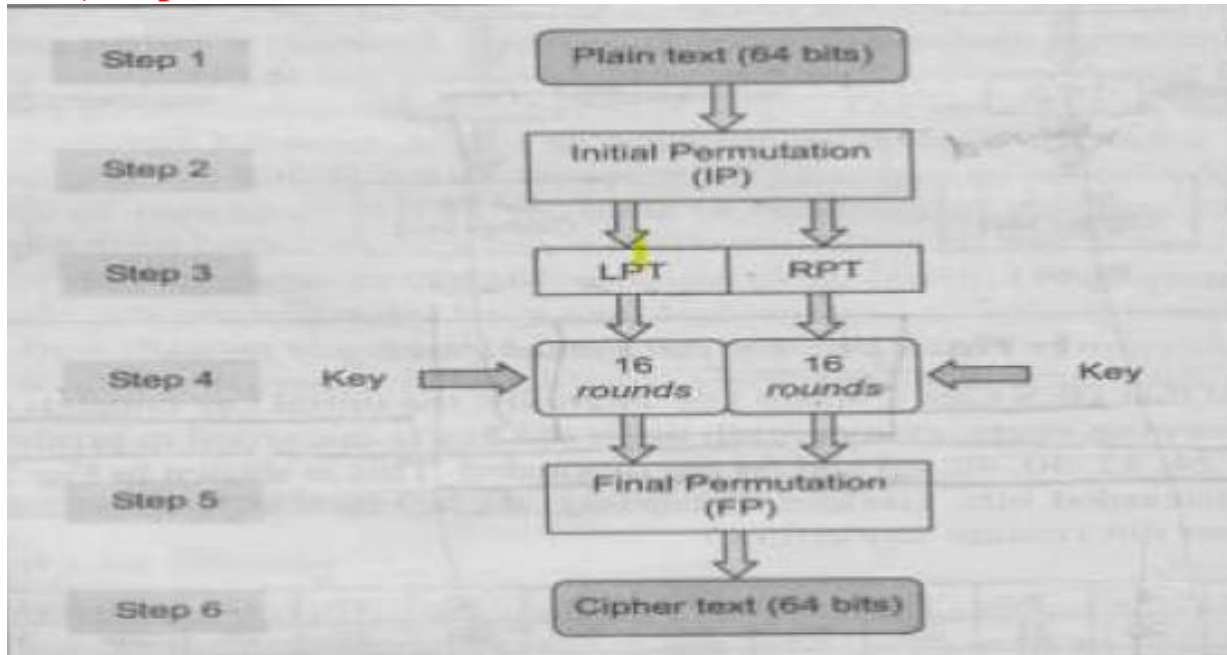 Step 1
Plain text (64 bits)
Step 2
Initial Permutation
(IP)
Step 3
LPT
RPT
Step 4
Key
16
rounds
16
rounds
Key
Step 5
Final Permutation
(FP)
Step 6
Cipher text (64 bits)